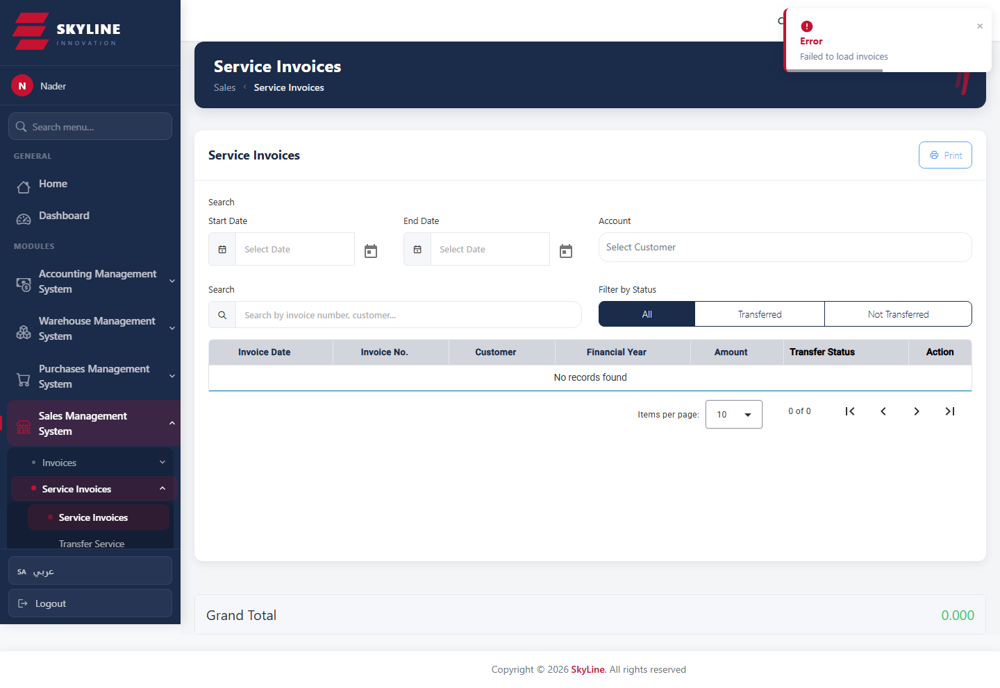 SKYLINE
INNOVATION
N
Nader
Search menu...
GENERAL
Home
Dashboard
MODULES
Accounting Management
System
Warehouse Management
System
Purchases Management
System
Sales Management
System
Invoices
Service Invoices
Service Invoices
Transfer Service
SA عربي
Logout
Error
Failed to load invoices
Service Invoices
Sales
Service Invoices
Service Invoices
Print
Search
Start Date
End Date
Account
Select Date
Select Date
Select Customer
Search
Filter by Status
Search by invoice number, customer...
All
Transferred
Not Transferred
Invoice Date
Invoice No.
Customer
Financial Year
Amount
Transfer Status
Action
No records found
Items per page:
10
0 of 0
Grand Total
0.000
Copyright © 2026 SkyLine. All rights reserved